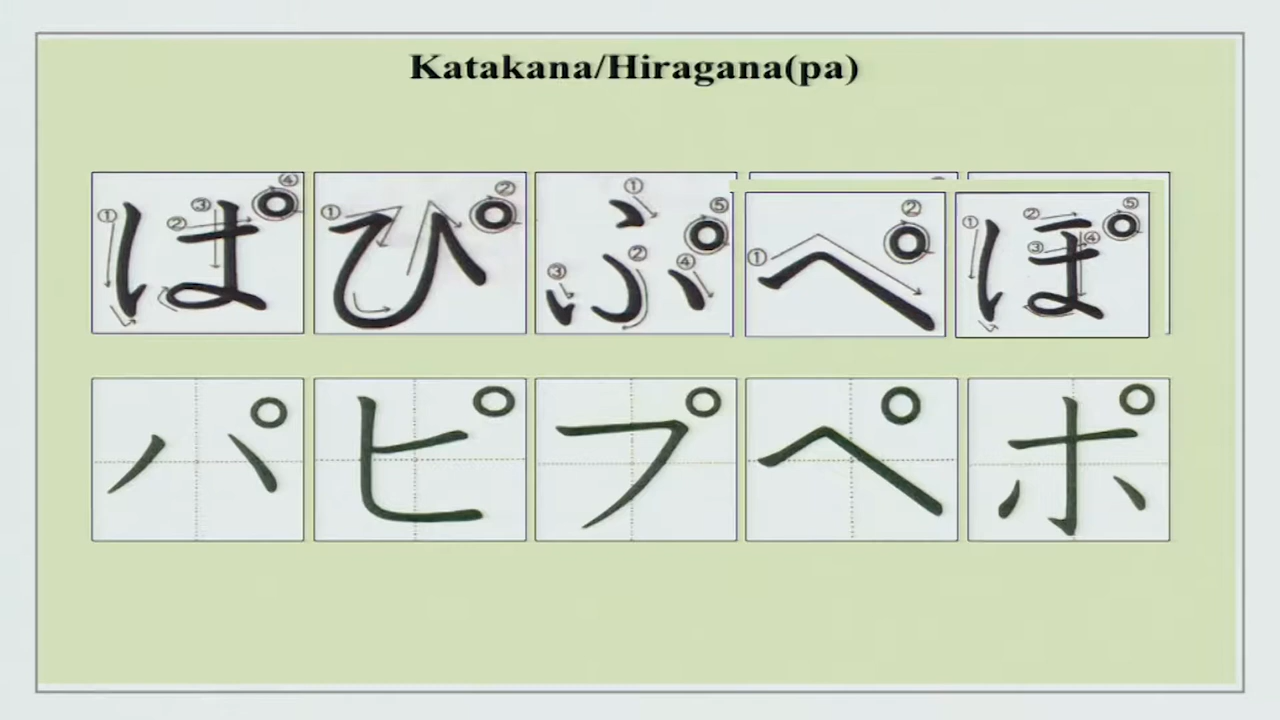 Katakana/Hiragana(pa)
ぱ ぴ ぷ ぺ ぽ
パ ピ プ ペ ポ